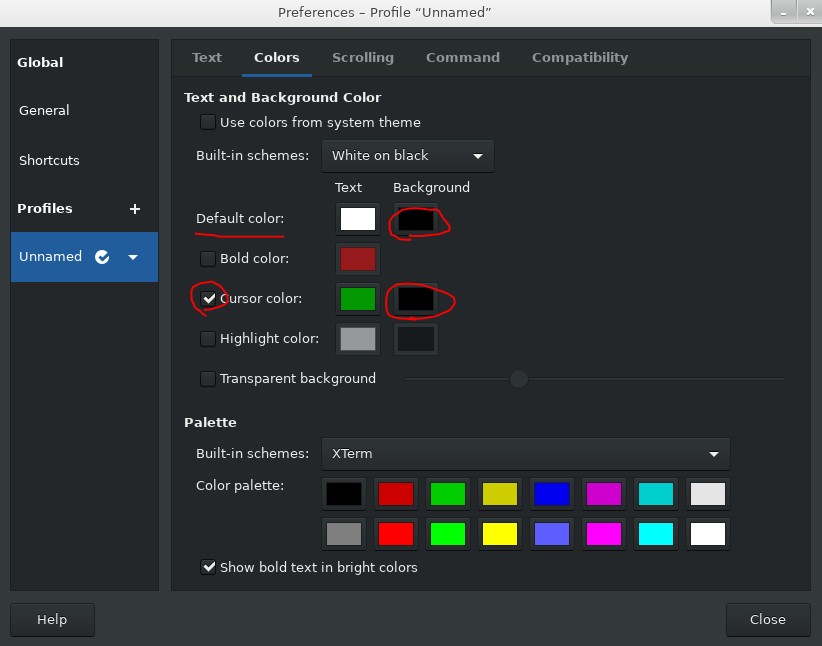 Preferences – Profile “Unnamed”
Global
General
Shortcuts
Profiles +
Unnamed
Text Colors Scrolling Command Compatibility
Text and Background Color
Use colors from system theme
Built-in schemes: White on black
Text Background
Default color:
Bold color:
Cursor color:
Highlight color:
Transparent background
Palette
Built-in schemes: XTerm
Color palette:
Show bold text in bright colors
Help Close